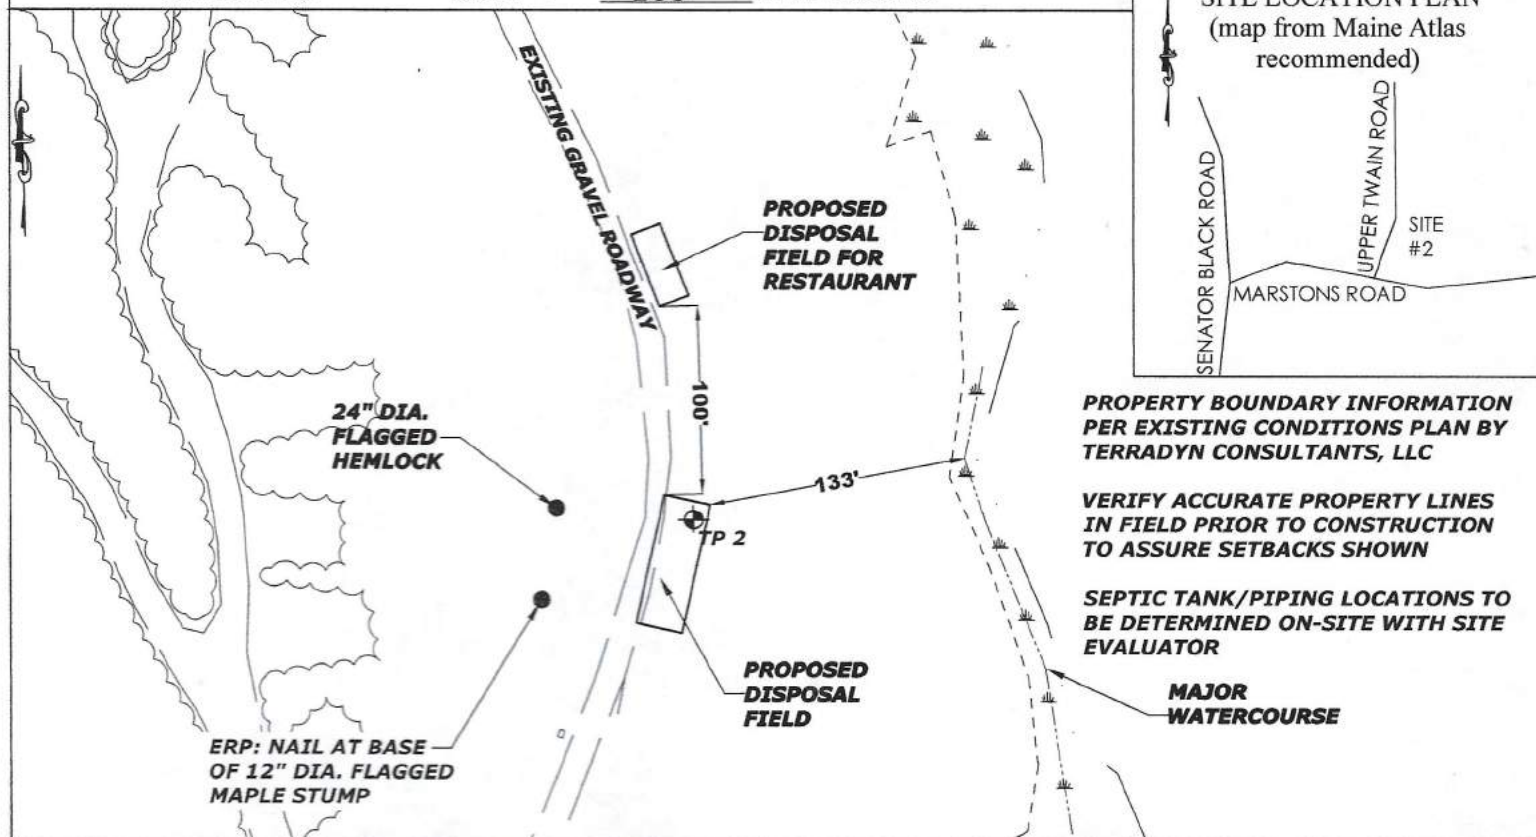 SITE LOCATION PLAN
(map from Maine Atlas
recommended)
SENATOR BLACK ROAD
UPPER TWAIN ROAD
SITE
#2
MARSTONS ROAD
EXISTING GRAVEL ROADWAY
PROPOSED
DISPOSAL
FIELD FOR
RESTAURANT
100'
24" DIA.
FLAGGED
HEMLOCK
133'
TP 2
PROPOSED
DISPOSAL
FIELD
ERP: NAIL AT BASE
OF 12" DIA. FLAGGED
MAPLE STUMP
PROPERTY BOUNDARY INFORMATION
PER EXISTING CONDITIONS PLAN BY
TERRADYN CONSULTANTS, LLC
VERIFY ACCURATE PROPERTY LINES
IN FIELD PRIOR TO CONSTRUCTION
TO ASSURE SETBACKS SHOWN
SEPTIC TANK/PIPING LOCATIONS TO
BE DETERMINED ON-SITE WITH SITE
EVALUATOR
MAJOR
WATERCOURSE